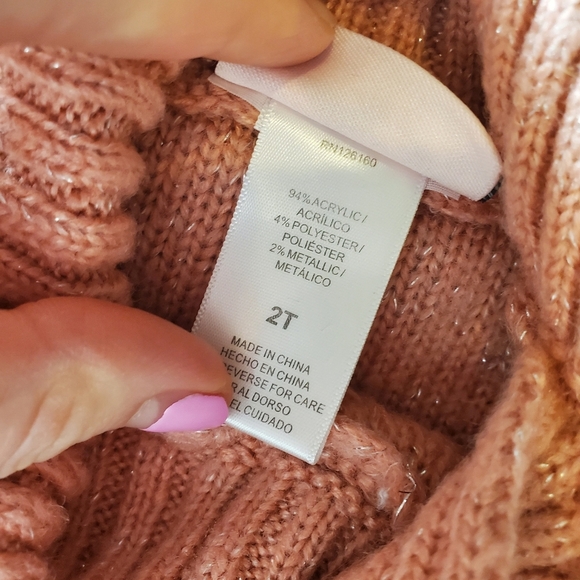 RN126160
94% ACRYLIC/
ACRÍLICO
4% POLYESTER/
POLIÉSTER
2% METALLIC/
METÁLICO
2T
MADE IN CHINA
HECHO EN CHINA
REVERSE FOR CARE
AL DORSO
EL CUIDADO